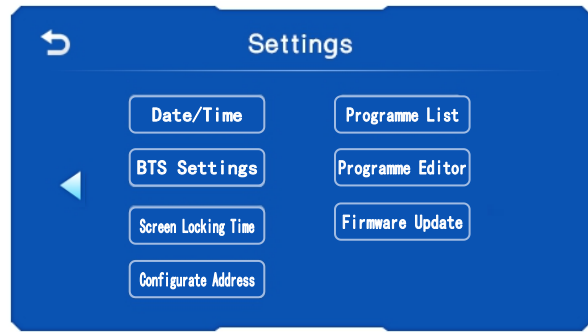 Settings
Date/Time
Programme List
BTS Settings
Programme Editor
Screen Locking Time
Firmware Update
Configurate Address